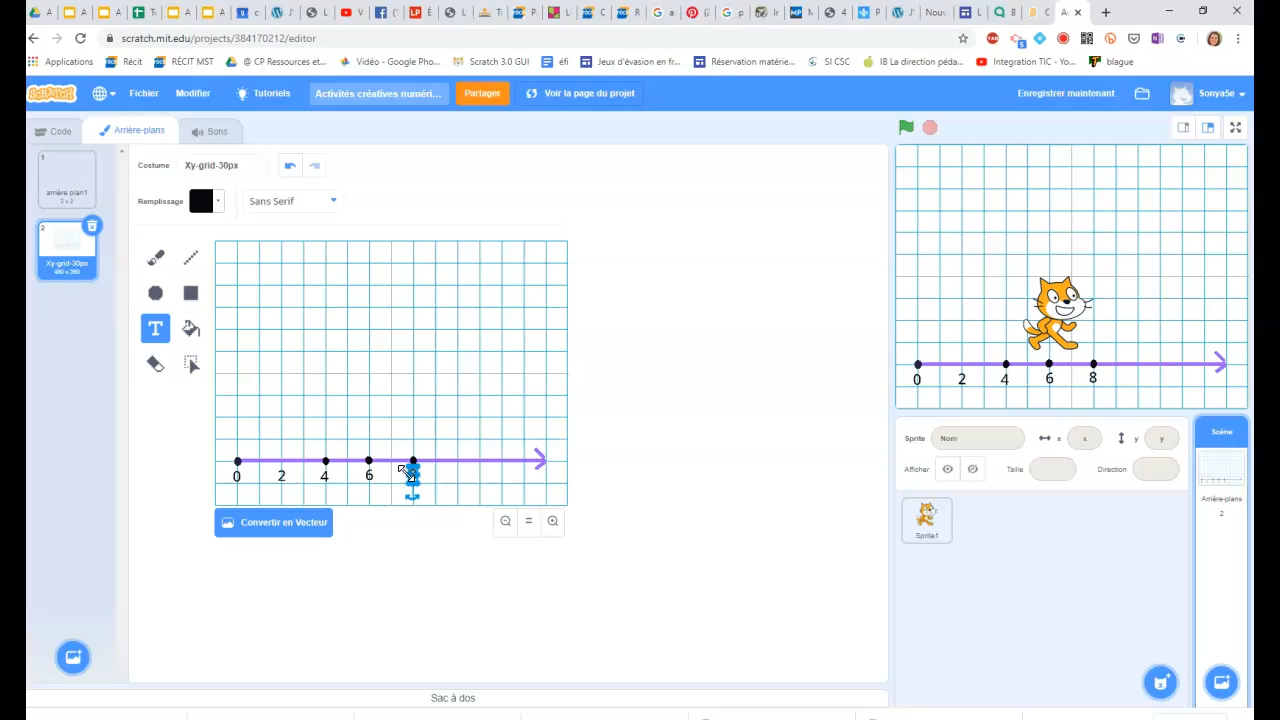 scratch.mit.edu/projects/384170212/editor
Applications Récit RÉCIT MST @ CP Ressources et... Vidéo - Google Pho... Scratch 3.0 GUI éfi Jeux d'évasion en fr... Réservation matérie... SI CSC IB La direction péda... Integration TIC - Yo... blague
SCRATCH Fichier Modifier Tutoriels Activités créatives numéri... Partager Voir la page du projet Enregistrer maintenant Sonya5e
Code Arrière-plans Sons
1
arrière plan1
2 x 2
2
Xy-grid-30px
480 x 360
Costume Xy-grid-30px
Remplissage Sans Serif
T
0 2 4 6 8
Convertir en Vecteur
=
0 2 4 6 8
Sprite Nom x x y y
Afficher Taille Direction
Sprite1
Scène
Arrière-plans
2
Sac à dos